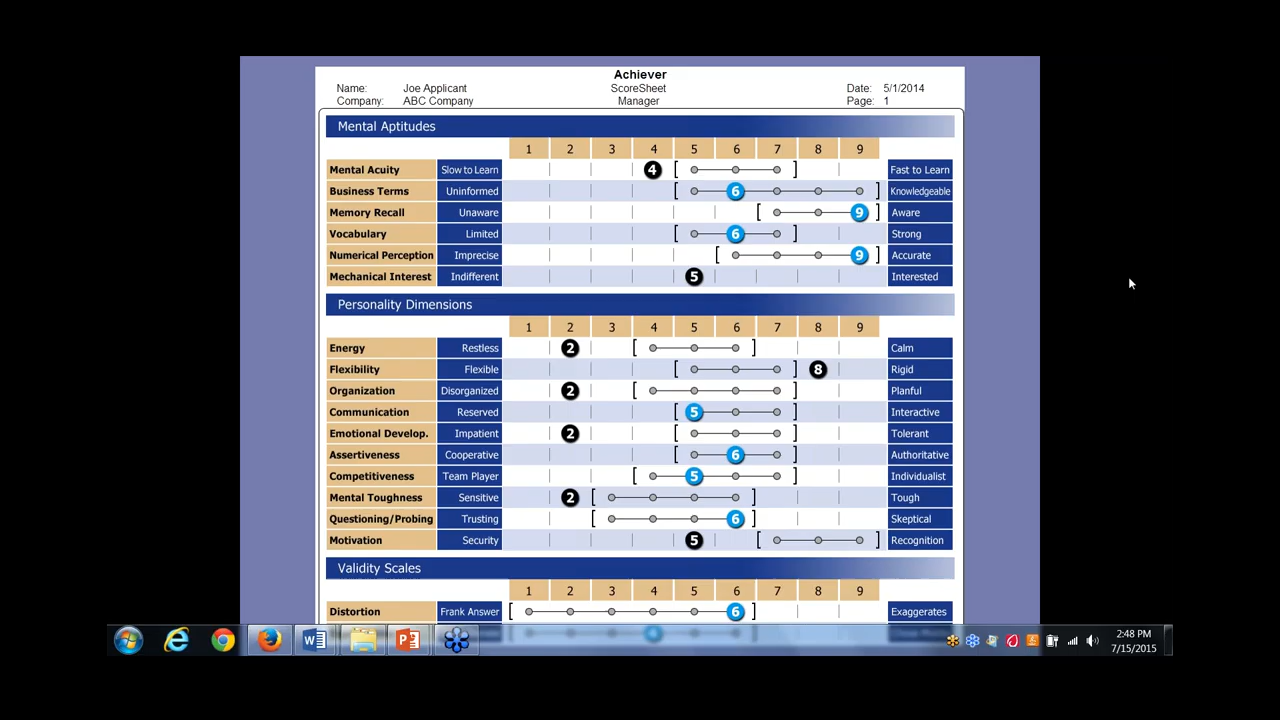 Achiever
Name: Joe Applicant ScoreSheet Date: 5/1/2014
Company: ABC Company Manager Page: 1
Mental Aptitudes
1 2 3 4 5 6 7 8 9
Mental Acuity Slow to Learn 4 Fast to Learn
Business Terms Uninformed 6 Knowledgeable
Memory Recall Unaware 9 Aware
Vocabulary Limited 6 Strong
Numerical Perception Imprecise 9 Accurate
Mechanical Interest Indifferent 5 Interested
Personality Dimensions
1 2 3 4 5 6 7 8 9
Energy Restless 2 Calm
Flexibility Flexible 8 Rigid
Organization Disorganized 2 Planful
Communication Reserved 5 Interactive
Emotional Develop. Impatient 2 Tolerant
Assertiveness Cooperative 6 Authoritative
Competitiveness Team Player 5 Individualist
Mental Toughness Sensitive 2 Tough
Questioning/Probing Trusting 6 Skeptical
Motivation Security 5 Recognition
Validity Scales
1 2 3 4 5 6 7 8 9
Distortion Frank Answer 6 Exaggerates
2:48 PM
7/15/2015